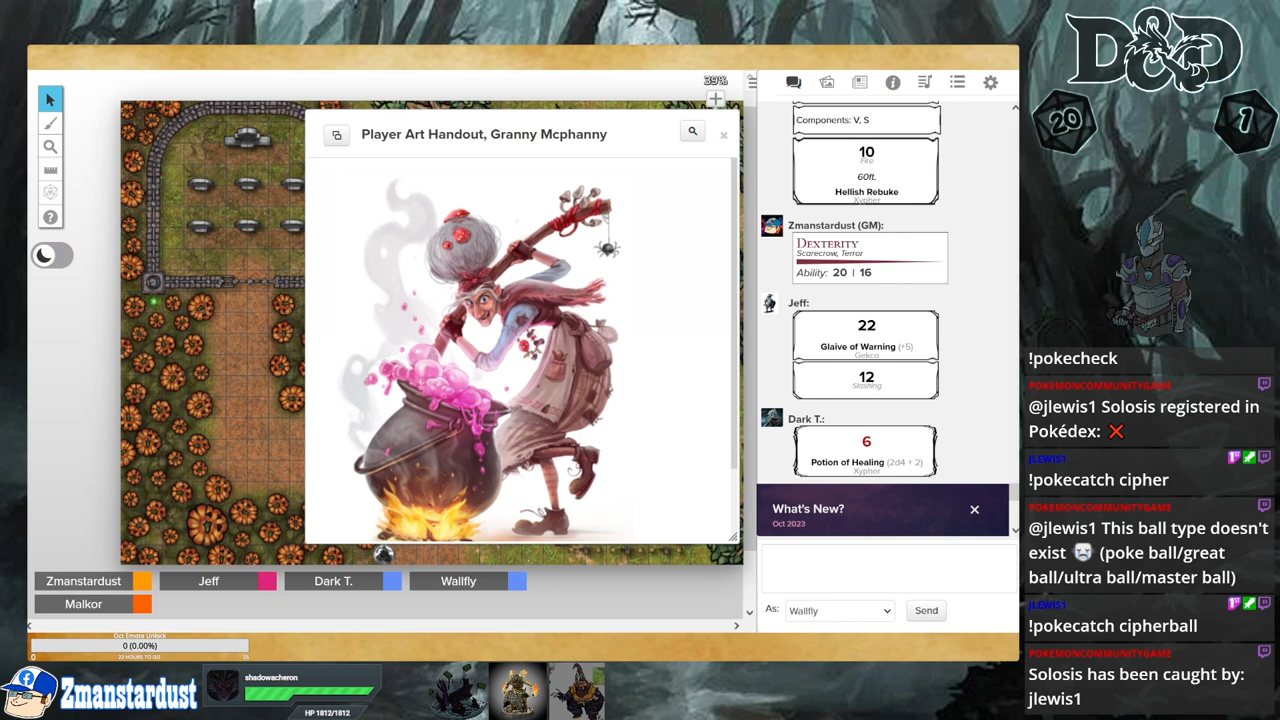 D&D
20
1
39%
Player Art Handout, Granny Mcphanny
Components: V, S
10
Fire
60ft.
Hellish Rebuke
Xypher
Zmanstardust (GM):
DEXTERITY
Scarecrow, Terror
Ability: 20 | 16
Jeff:
22
Glaive of Warning (+5)
Gekco
12
Slashing
Dark T.:
6
Potion of Healing (2d4 + 2)
Xypher
What's New?
Oct 2023
As:
Wallfly
Send
Zmanstardust
Jeff
Dark T.
Wallfly
Malkor
Oct Emote Unlock
0 (0.00%)
0
22 HOURS TO GO
Zmanstardust
shadowacheron
HP 1812/1812
!pokecheck
POKEMONCOMMUNITYGAME
@jlewis1 Solosis registered in
Pokédex: ❌
JLEWIS1
!pokecatch cipher
POKEMONCOMMUNITYGAME
@jlewis1 This ball type doesn't
exist (poke ball/great
ball/ultra ball/master ball)
JLEWIS1
!pokecatch cipherball
POKEMONCOMMUNITYGAME
Solosis has been caught by:
jlewis1